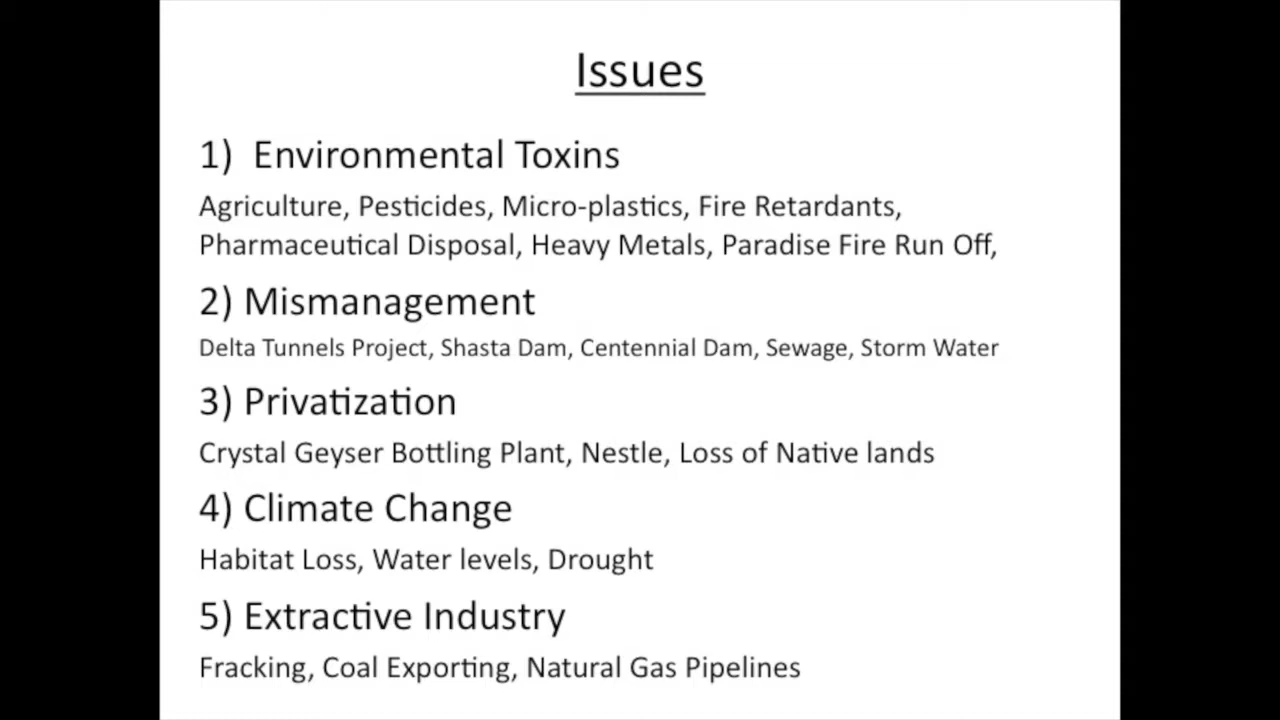 Issues
1) Environmental Toxins
Agriculture, Pesticides, Micro-plastics, Fire Retardants,
Pharmaceutical Disposal, Heavy Metals, Paradise Fire Run Off,
2) Mismanagement
Delta Tunnels Project, Shasta Dam, Centennial Dam, Sewage, Storm Water
3) Privatization
Crystal Geyser Bottling Plant, Nestle, Loss of Native lands
4) Climate Change
Habitat Loss, Water levels, Drought
5) Extractive Industry
Fracking, Coal Exporting, Natural Gas Pipelines